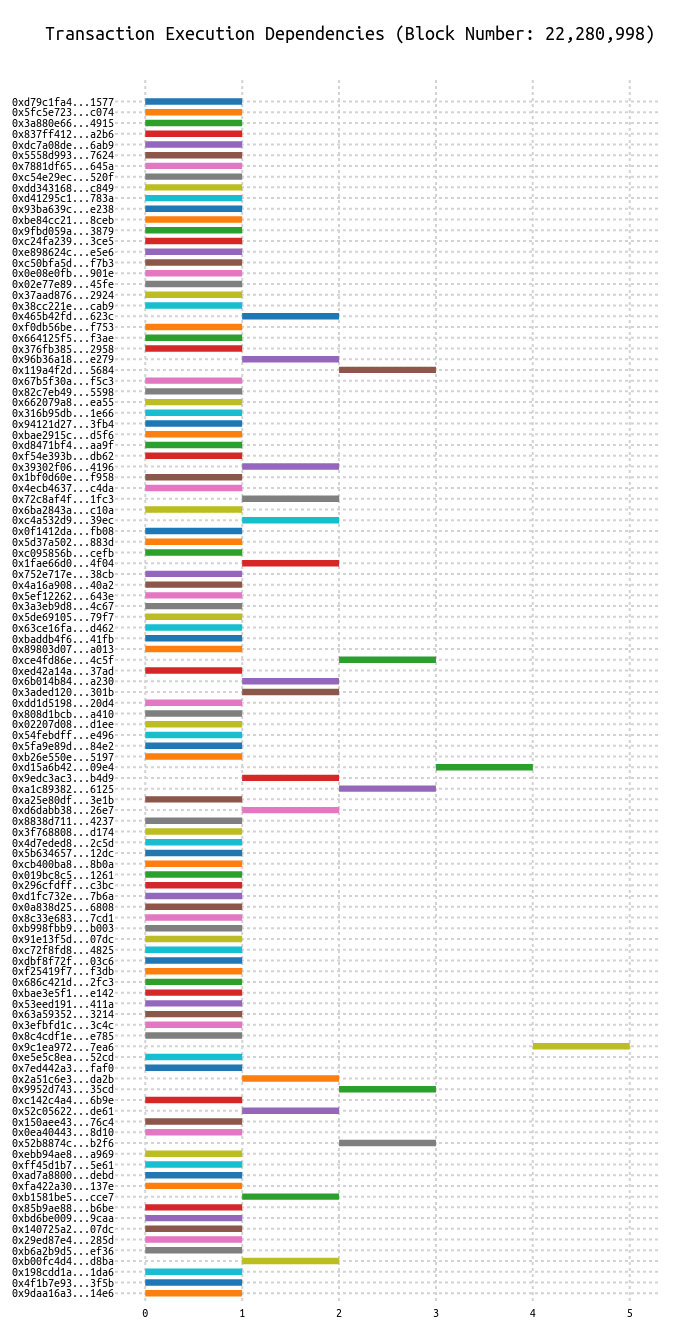 Transaction Execution Dependencies (Block Number: 22,280,998)
0xd79c1fa4...1577
0x5fc5e723...c074
0x3a880e66...4915
0x837ff412...a2b6
0xdc7a08de...6ab9
0x5558d993...7624
0x7881df65...645a
0xc54e29ec...520f
0xdd343168...c849
0xd41295c1...783a
0x93ba639c...e238
0xbe84cc21...8ceb
0x9fbd059a...3879
0xc24fa239...3ce5
0xe898624c...e5e6
0xc50bfa5d...f7b3
0x0e08e0fb...901e
0x02e77e89...45fe
0x37aad876...2924
0x38cc221e...cab9
0x465b42fd...623c
0xf0db56be...f753
0x664125f5...f3ae
0x376fb385...2958
0x96b36a18...e279
0x119a4f2d...5684
0x67b5f30a...f5c3
0x82c7eb49...5598
0x662079a8...ea55
0x316b95db...1e66
0x94121d27...3fb4
0xbae2915c...d5f6
0xd8471bf4...aa9f
0xf54e393b...db62
0x39302f06...4196
0x1bf0d60e...f958
0x4ecb4637...c4da
0x72c8af4f...1fc3
0x6ba2843a...c10a
0xc4a532d9...39ec
0x0f1412da...fb08
0x5d37a502...883d
0xc095856b...cefb
0x1fae66d0...4f04
0x752e717e...38cb
0x4a16a908...40a2
0x5ef12262...643e
0x3a3eb9d8...4c67
0x5de69105...79f7
0x63ce16fa...d462
0xbaddb4f6...41fb
0x89803d07...a013
0xce4fd86e...4c5f
0xed42a14a...37ad
0x6b014b84...a230
0x3aded120...301b
0xdd1d5198...20d4
0x808d1bcb...a410
0x02207d08...d1ee
0x54febdff...e496
0x5fa9e89d...84e2
0xb26e550e...5197
0xd15a6b42...09e4
0x9edc3ac3...b4d9
0xa1c89382...6125
0xa25e80df...3e1b
0xd6dabb38...26e7
0x8838d711...4237
0x3f768808...d174
0x4d7eded8...2c5d
0x5b634657...12dc
0xcb400ba8...8b0a
0x019bc8c5...1261
0x296cfdff...c3bc
0xd1fc732e...7b6a
0x0a838d25...6808
0x8c33e683...7cd1
0xb998fbb9...b003
0x91e13f5d...07dc
0xc72f8fd8...4825
0xdbf8f72f...03c6
0xf25419f7...f3db
0x686c421d...2fc3
0xbae3e5f1...e142
0x53eed191...411a
0x63a59352...3214
0x3efbfd1c...3c4c
0x8c4cdf1e...e785
0x9c1ea972...7ea6
0xe5e5c8ea...52cd
0x7ed442a3...faf0
0x2a51c6e3...da2b
0x9952d743...35cd
0xc142c4a4...6b9e
0x52c05622...de61
0x150aee43...76c4
0x0ea40443...8d10
0x52b8874c...b2f6
0xebb94ae8...a969
0xff45d1b7...5e61
0xad7a8800...debd
0xfa422a30...137e
0xb1581be5...cce7
0x85b9ae88...b6be
0xbd6be009...9caa
0x140725a2...07dc
0x29ed87e4...285d
0xb6a2b9d5...ef36
0xb00fc4d4...d8ba
0x198cdd1a...1da6
0x4f1b7e93...3f5b
0x9daa16a3...14e6
0 1 2 3 4 5